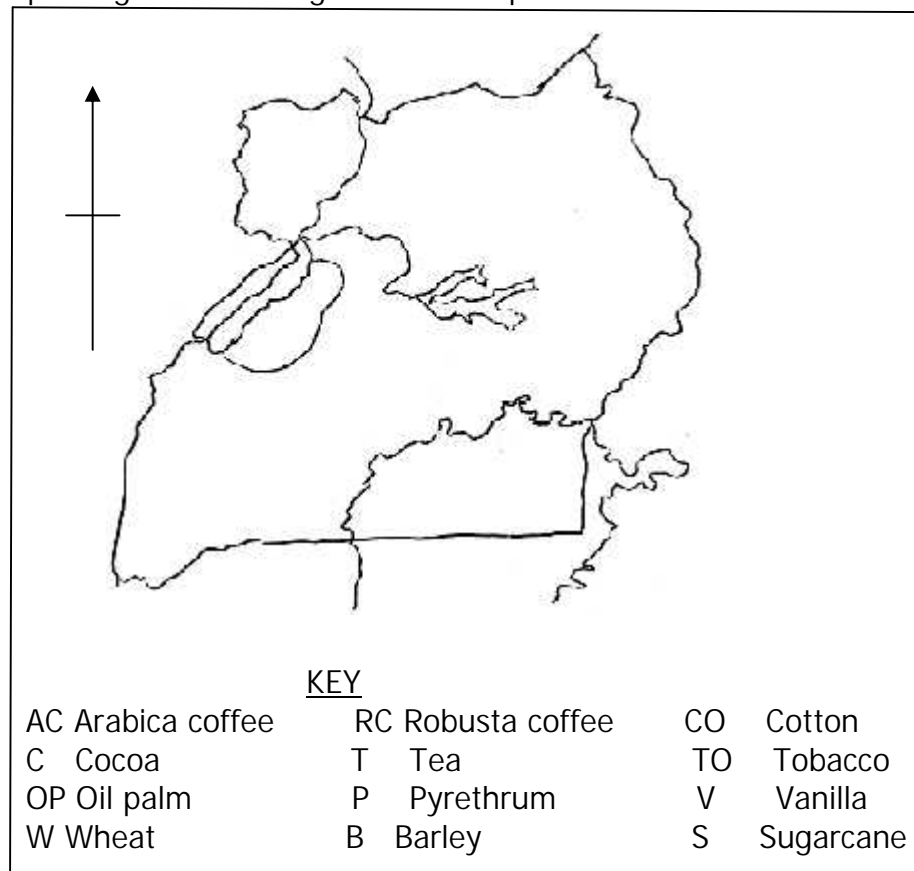 KEY
AC Arabica coffee RC Robusta coffee CO Cotton
C Cocoa T Tea TO Tobacco
OP Oil palm P Pyrethrum V Vanilla
W Wheat B Barley S Sugarcane